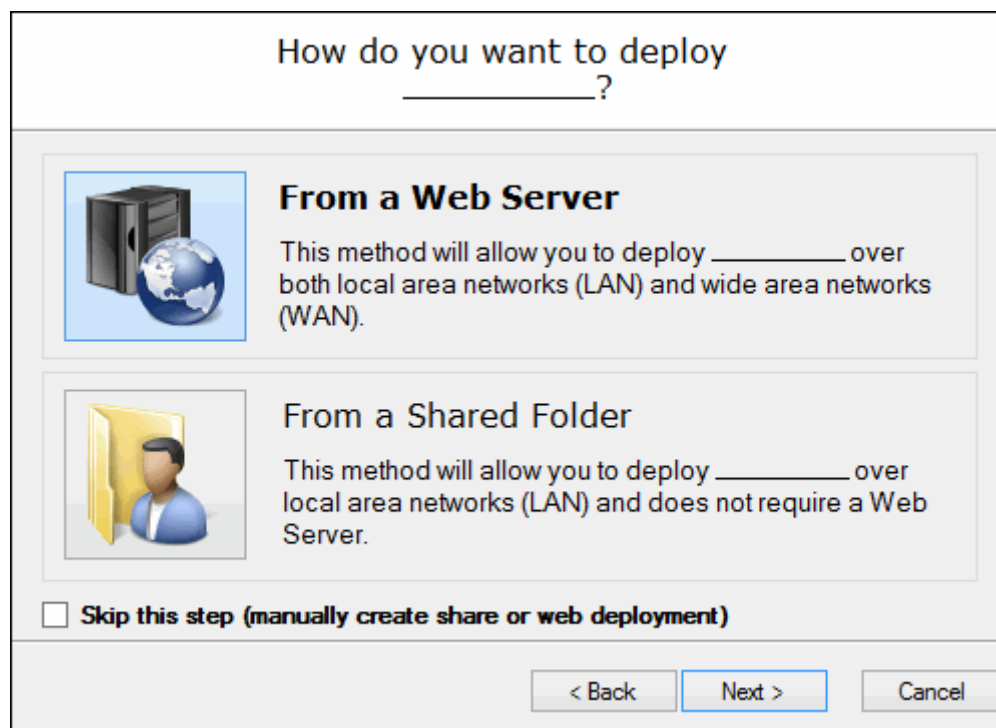 How do you want to deploy
__________?
From a Web Server
This method will allow you to deploy _________ over
both local area networks (LAN) and wide area networks
(WAN).
From a Shared Folder
This method will allow you to deploy _________ over
local area networks (LAN) and does not require a Web
Server.
Skip this step (manually create share or web deployment)
< Back Next > Cancel